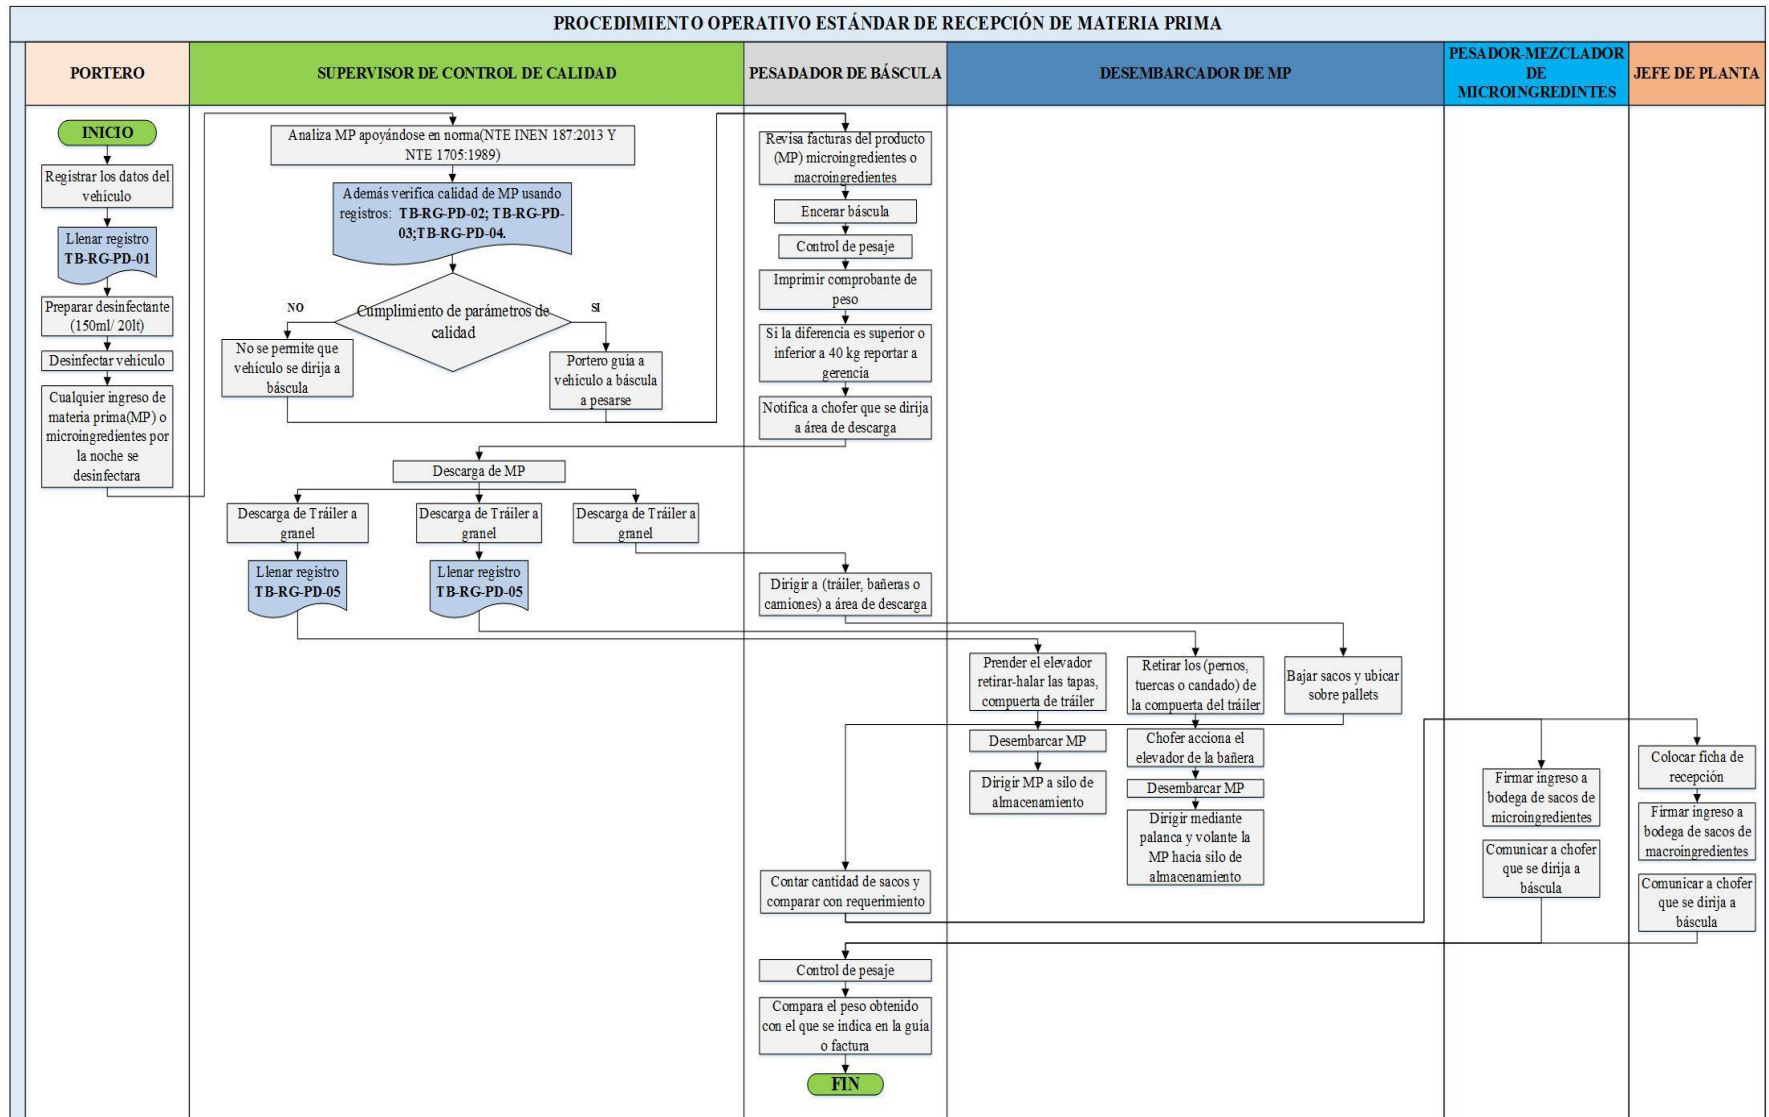 PROCEDIMIENTO OPERATIVO ESTÁNDAR DE RECEPCIÓN DE MATERIA PRIMA
PORTERO
SUPERVISOR DE CONTROL DE CALIDAD
PESADADOR DE BÁSCULA
DESEMBARCADOR DE MP
PESADOR-MEZCLADOR
DE
MICROINGREDINTES
JEFE DE PLANTA
INICIO
Registrar los datos del
vehículo
Llenar registro
TB-RG-PD-01
Preparar desinfectante
(150ml/ 20lt)
Desinfectar vehículo
Cualquier ingreso de
materia prima(MP) o
microingredientes por
la noche se
desinfectara
Analiza MP apoyándose en norma(NTE INEN 187:2013 Y
NTE 1705:1989)
Además verifica calidad de MP usando
registros: TB-RG-PD-02; TB-RG-PD-
03;TB-RG-PD-04.
Cumplimiento de parámetros de
calidad
NO
SI
No se permite que
vehículo se dirija a
báscula
Portero guía a
vehículo a báscula
a pesarse
Revisa facturas del producto
(MP) microingredientes o
macroingredientes
Encerar báscula
Control de pesaje
Imprimir comprobante de
peso
Si la diferencia es superior o
inferior a 40 kg reportar a
gerencia
Notifica a chofer que se dirija
a área de descarga
Descarga de MP
Descarga de Tráiler a
granel
Descarga de Tráiler a
granel
Descarga de Tráiler a
granel
Llenar registro
TB-RG-PD-05
Llenar registro
TB-RG-PD-05
Dirigir a (tráiler, bañeras o
camiones) a área de descarga
Prender el elevador
retirar-halar las tapas,
compuerta de tráiler
Desembarcar MP
Dirigir MP a silo de
almacenamiento
Retirar los (pernos,
tuercas o candado) de
la compuerta del tráiler
Chofer acciona el
elevador de la bañera
Desembarcar MP
Dirigir mediante
palanca y volante la
MP hacia silo de
almacenamiento
Bajar sacos y ubicar
sobre pallets
Contar cantidad de sacos y
comparar con requerimiento
Firmar ingreso a
bodega de sacos de
microingredientes
Comunicar a chofer
que se dirija a
báscula
Colocar ficha de
recepción
Firmar ingreso a
bodega de sacos de
macroingredientes
Comunicar a chofer
que se dirija a
báscula
Control de pesaje
Compara el peso obtenido
con el que se indica en la guía
o factura
FIN